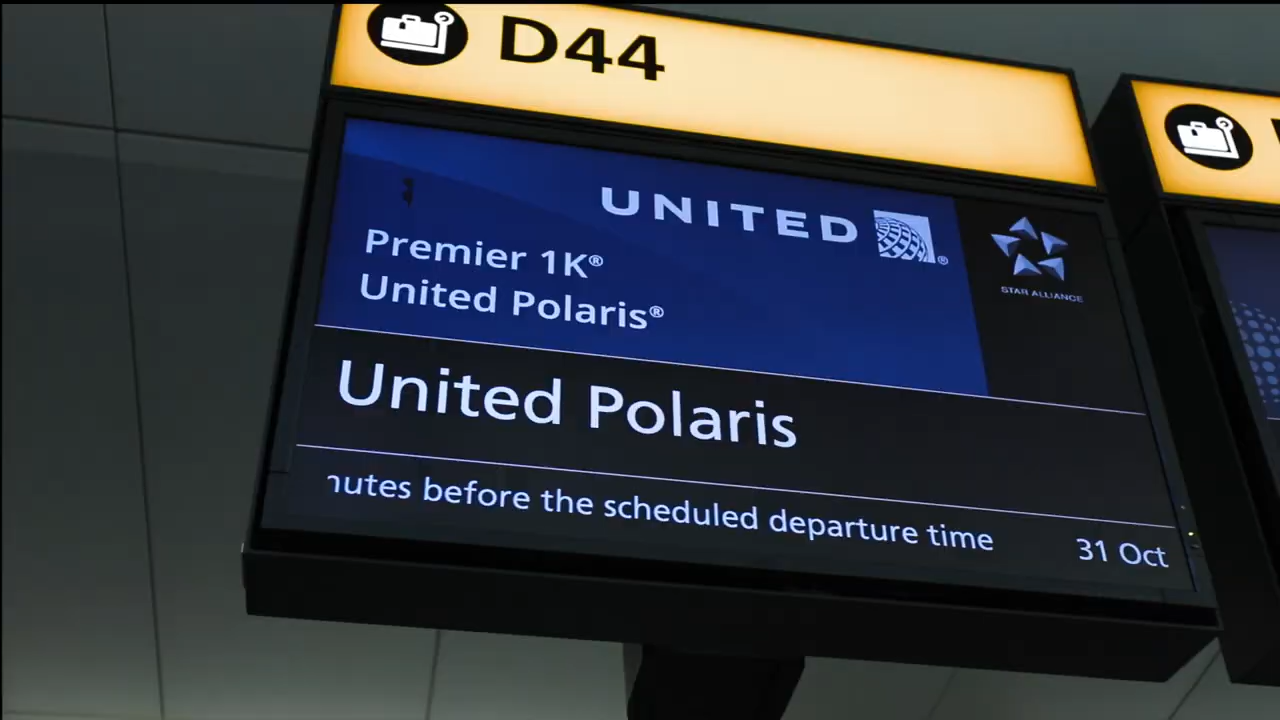 D44
UNITED®
STAR ALLIANCE
Premier 1K®
United Polaris®
United Polaris
nutes before the scheduled departure time
31 Oct